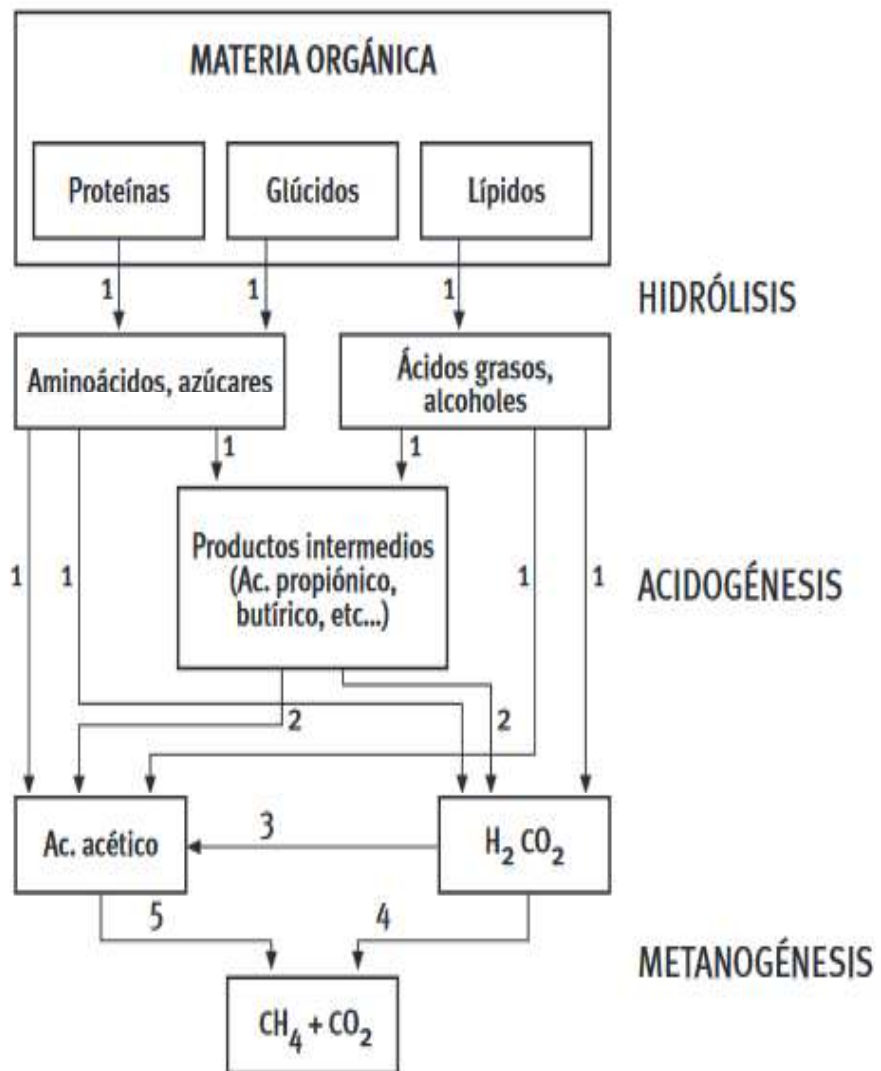 MATERIA ORGÁNICA
Proteínas
Glúcidos
Lípidos
1
1
1
HIDRÓLISIS
Aminoácidos, azúcares
Ácidos grasos,
alcoholes
1
1
Productos intermedios
(Ac. propiónico,
butírico, etc...)
1
1
1
1
ACIDOGÉNESIS
2
2
Ac. acético
3
H₂ CO₂
5
4
METANOGÉNESIS
CH₄ + CO₂